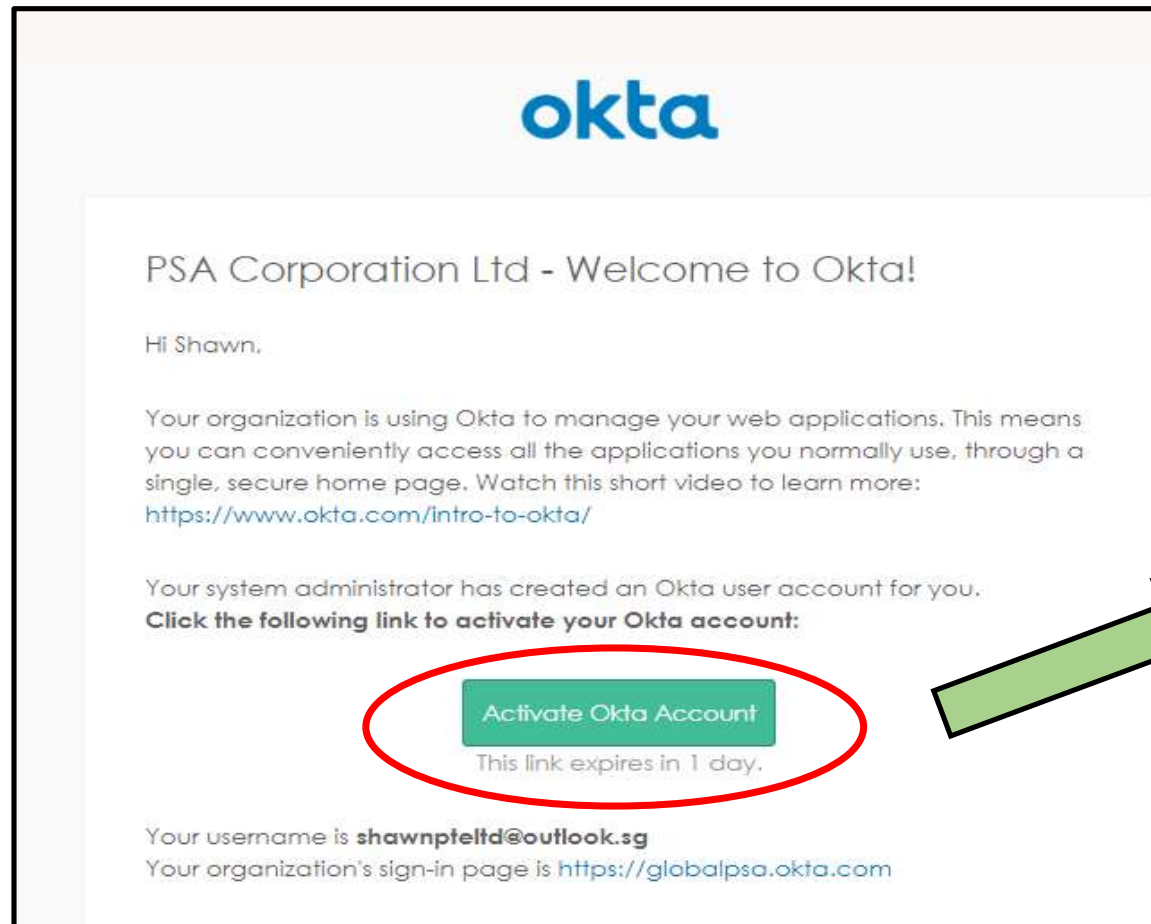 okta
PSA Corporation Ltd - Welcome to Okta!
Hi Shawn,
Your organization is using Okta to manage your web applications. This means
you can conveniently access all the applications you normally use, through a
single, secure home page. Watch this short video to learn more:
https://www.okta.com/intro-to-okta/
Your system administrator has created an Okta user account for you.
Click the following link to activate your Okta account:
Activate Okta Account
This link expires in 1 day.
Your username is shawnpteltd@outlook.sg
Your organization's sign-in page is https://globalpsa.okta.com